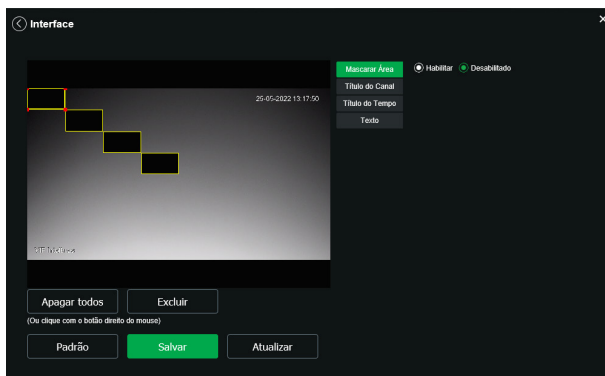 Interface
×
Mascarar Área
Habilitar
Desabilitado
Título do Canal
Título do Tempo
Texto
25-05-2022 13:17:50
Apagar todos
Excluir
(Ou clique com o botão direito do mouse)
Padrão
Salvar
Atualizar